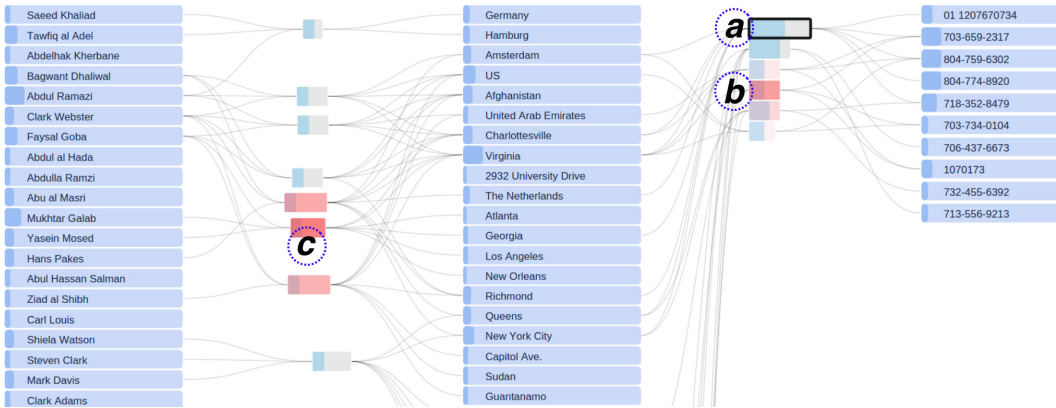 Saeed Khaliad
Tawfiq al Adel
Abdelhak Kherbane
Bagwant Dhaliwal
Abdul Ramazi
Clark Webster
Faysal Goba
Abdul al Hada
Abdulla Ramzi
Abu al Masri
Mukhtar Galab
Yasein Mosed
Hans Pakes
Abul Hassan Salman
Ziad al Shibh
Carl Louis
Shiela Watson
Steven Clark
Mark Davis
Clark Adams
c
Germany
Hamburg
Amsterdam
US
Afghanistan
United Arab Emirates
Charlottesville
Virginia
2932 University Drive
The Netherlands
Atlanta
Georgia
Los Angeles
New Orleans
Richmond
Queens
New York City
Capitol Ave.
Sudan
Guantanamo
a
b
01 1207670734
703-659-2317
804-759-6302
804-774-8920
718-352-8479
703-734-0104
706-437-6673
1070173
732-455-6392
713-556-9213